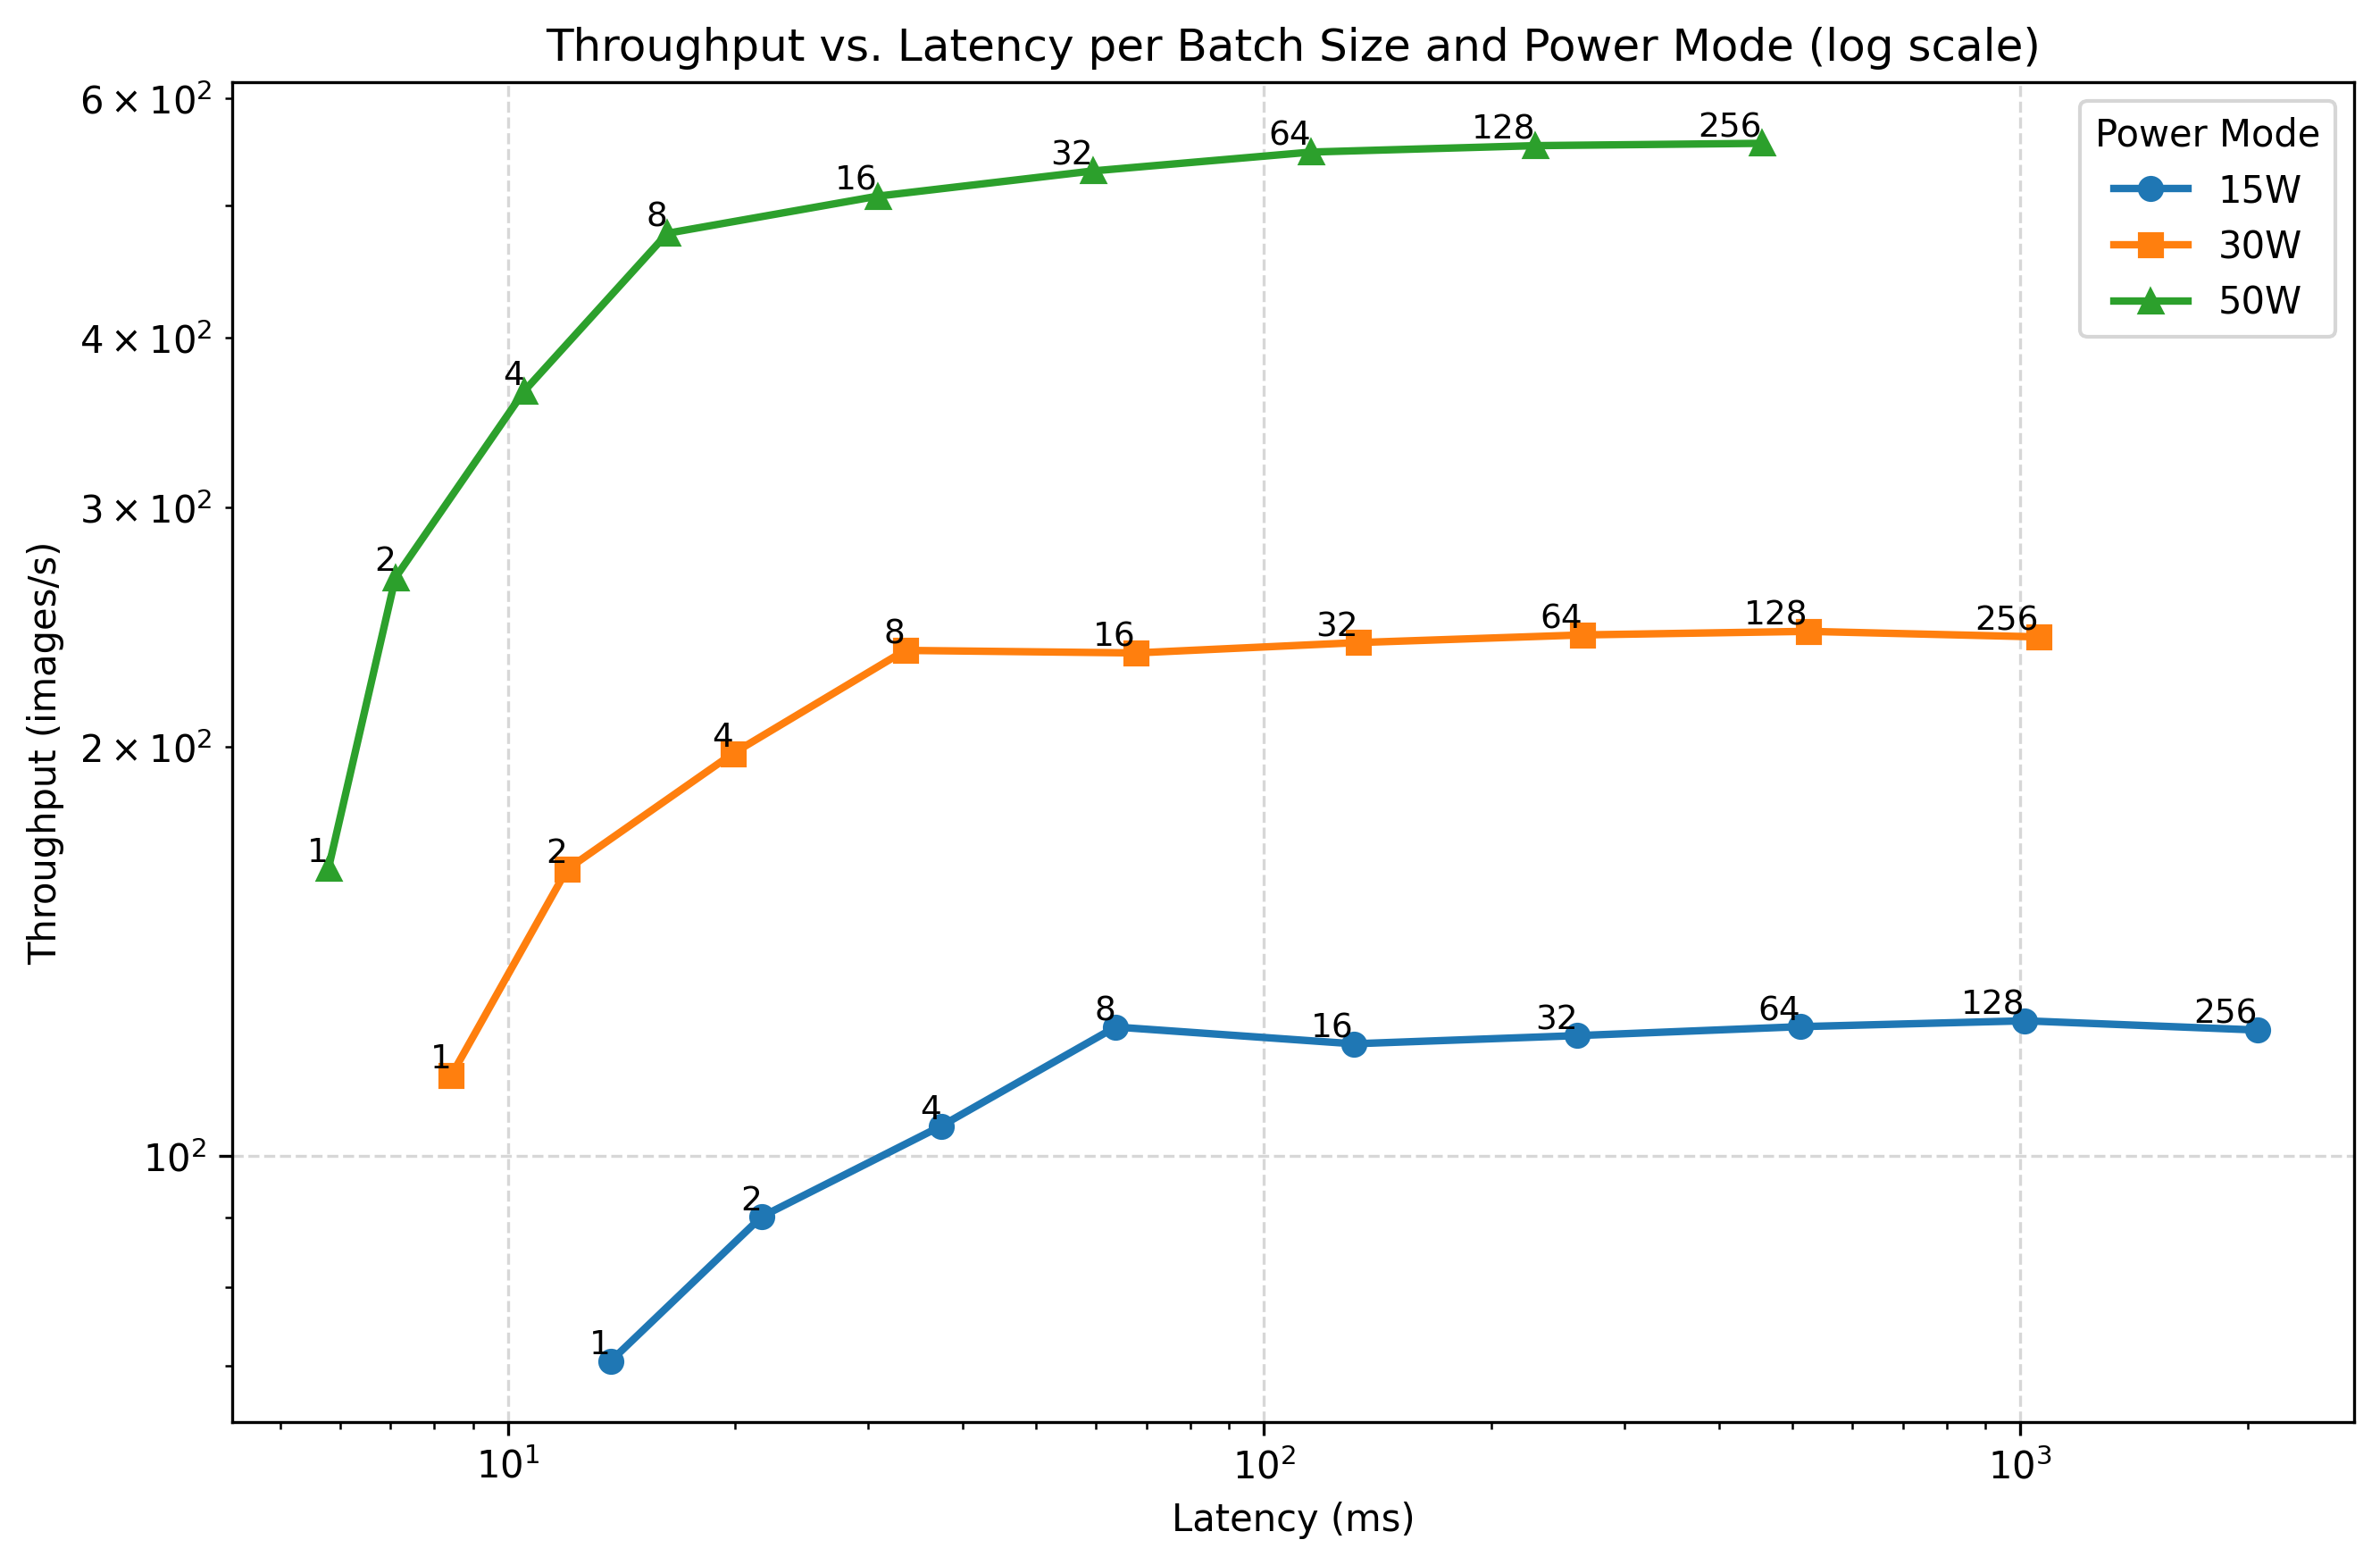 Throughput vs. Latency per Batch Size and Power Mode (log scale)
6 × 10²
4 × 10²
3 × 10²
2 × 10²
10²
Throughput (images/s)
Power Mode
15W
30W
50W
1
2
4
8
16
32
64
128
256
1
2
4
8
16
32
64
128
256
1
2
4
8
16
32
64
128
256
10¹
10²
10³
Latency (ms)